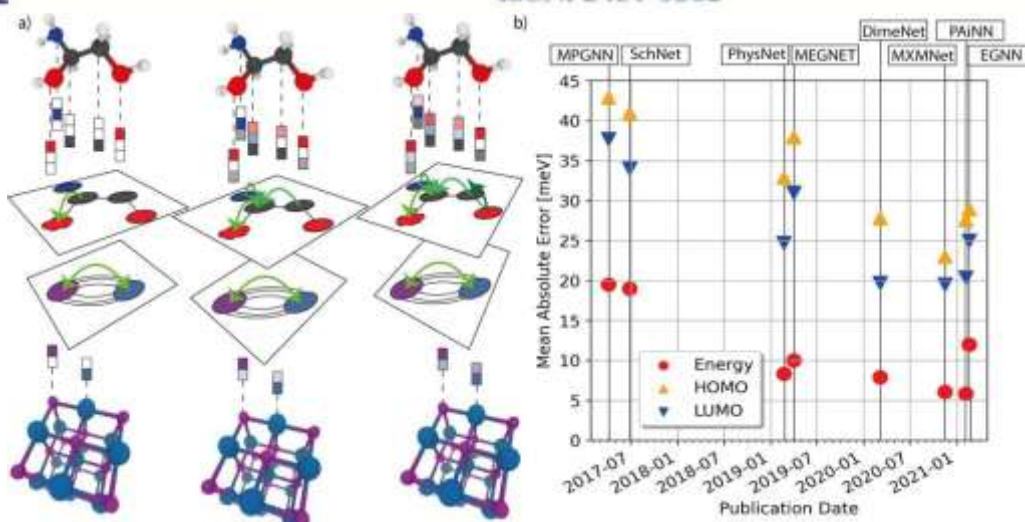 a)
b)
DimeNet
PAiNN
MPGNN
SchNet
PhysNet
MEGNET
MXMNet
EGNN
Mean Absolute Error [meV]
45
40
35
30
25
20
15
10
5
0
Energy
HOMO
LUMO
2017-07
2018-01
2018-07
2019-01
2019-07
2020-01
2020-07
2021-01
Publication Date